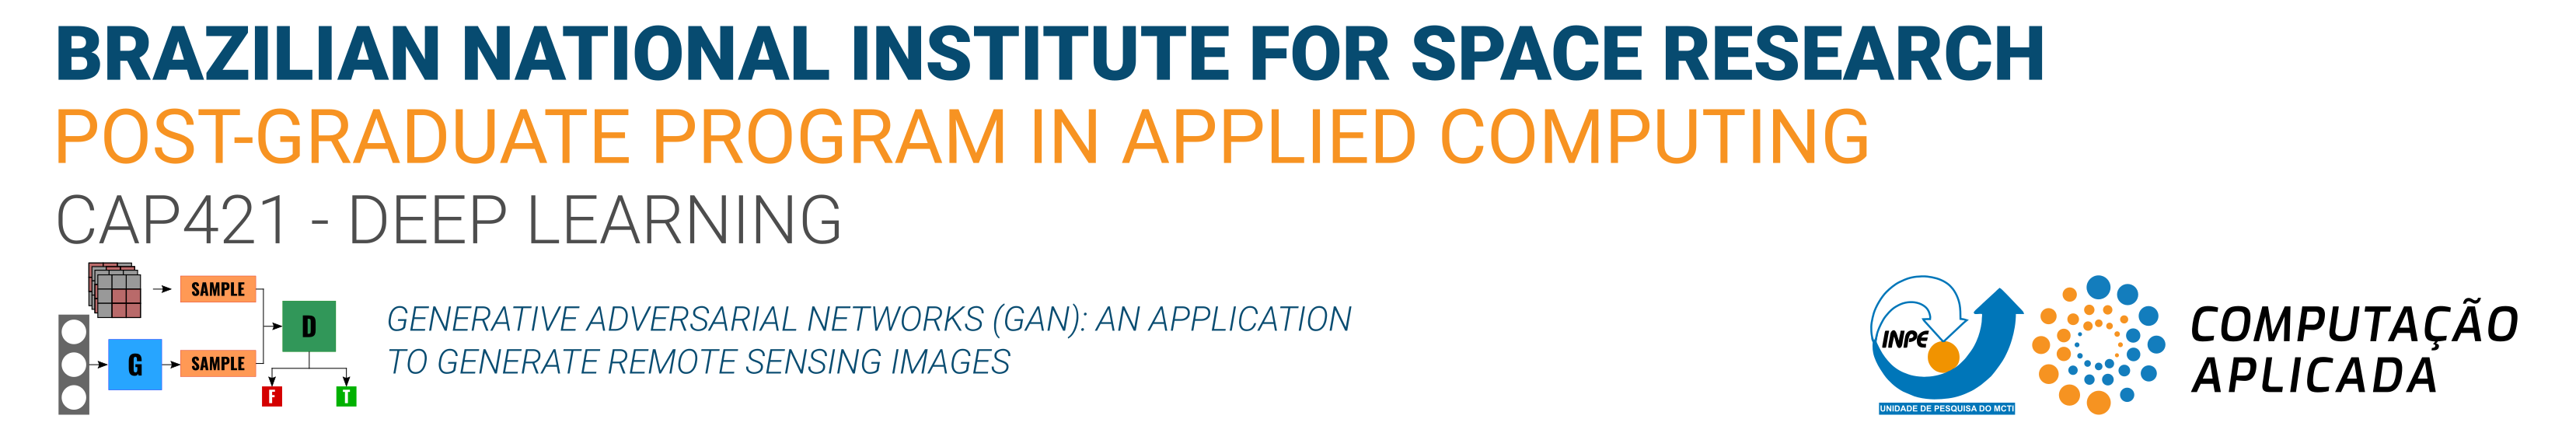 BRAZILIAN NATIONAL INSTITUTE FOR SPACE RESEARCH
POST-GRADUATE PROGRAM IN APPLIED COMPUTING
CAP421 - DEEP LEARNING
SAMPLE
D
G
SAMPLE
F
T
GENERATIVE ADVERSARIAL NETWORKS (GAN): AN APPLICATION
TO GENERATE REMOTE SENSING IMAGES
INPE
UNIDADE DE PESQUISA DO MCTI
COMPUTAÇÃO
APLICADA